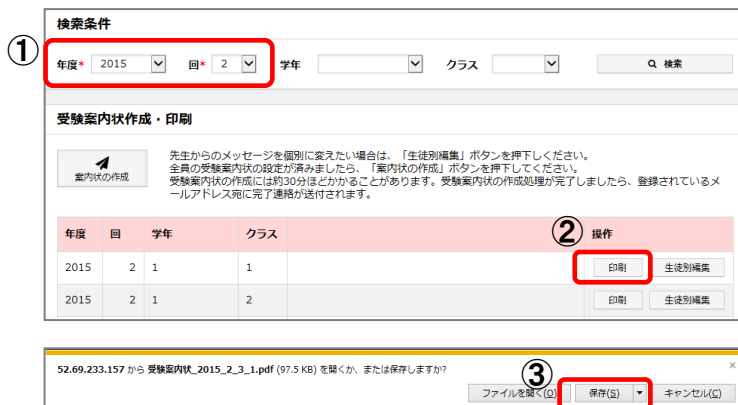 検索条件
①
年度* 2015 回* 2 学年 クラス 検索
受験案内状作成・印刷
案内状の作成
先生からのメッセージを個別に変えたい場合は、「生徒別編集」ボタンを押下しください。
全員の受験案内状の設定が済みましたら、「案内状の作成」ボタンを押下してください。
受験案内状の作成には約30分ほどかかることがあります。受験案内状の作成処理が完了しましたら、登録されているメ
ールアドレス宛に完了連絡が送付されます。
年度 回 学年 クラス ② 操作
2015 2 1 1 印刷 生徒別編集
2015 2 1 2 印刷 生徒別編集
52.69.233.157 から 受験案内状_2015_2_3_1.pdf (97.5 KB) を開くか、または保存しますか?
×
③
ファイルを開く(O) 保存(S) キャンセル(C)